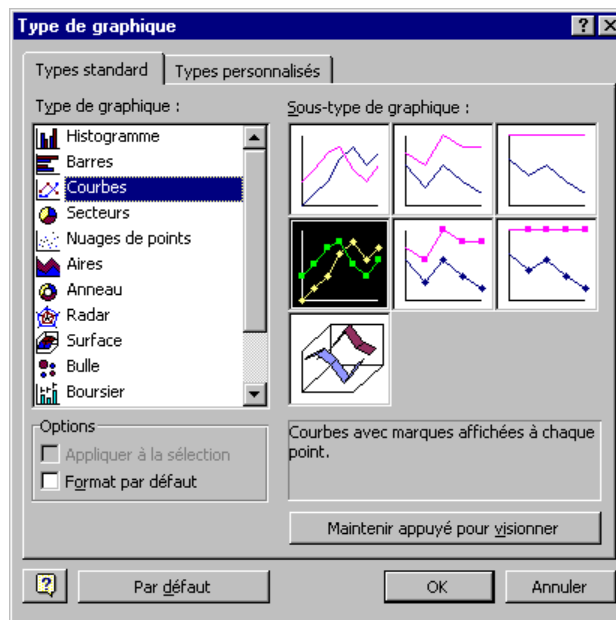 Type de graphique
Types standard
Types personnalisés
Type de graphique :
Histogramme
Barres
Courbes
Secteurs
Nuages de points
Aires
Anneau
Radar
Surface
Bulle
Boursier
Sous-type de graphique :
Options
Appliquer à la sélection
Format par défaut
Courbes avec marques affichées à chaque
point.
Maintenir appuyé pour visionner
Par défaut
OK
Annuler